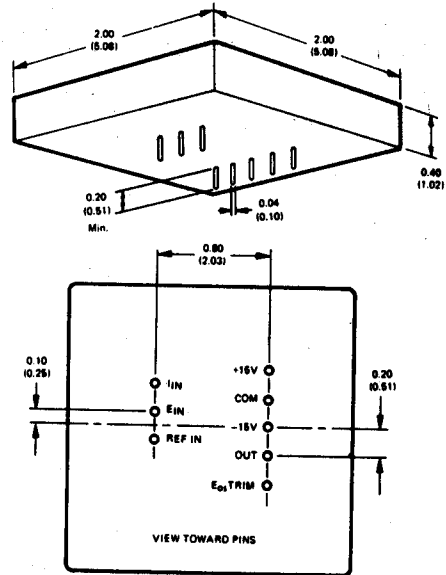 2.00
(5.08)
2.00
(5.08)
0.40
(1.02)
0.20
(0.51)
Min.
0.04
(0.10)
0.80
(2.03)
0.10
(0.25)
IIN
EIN
REF IN
+15V
COM
-15V
OUT
EosTRIM
0.20
(0.51)
VIEW TOWARD PINS